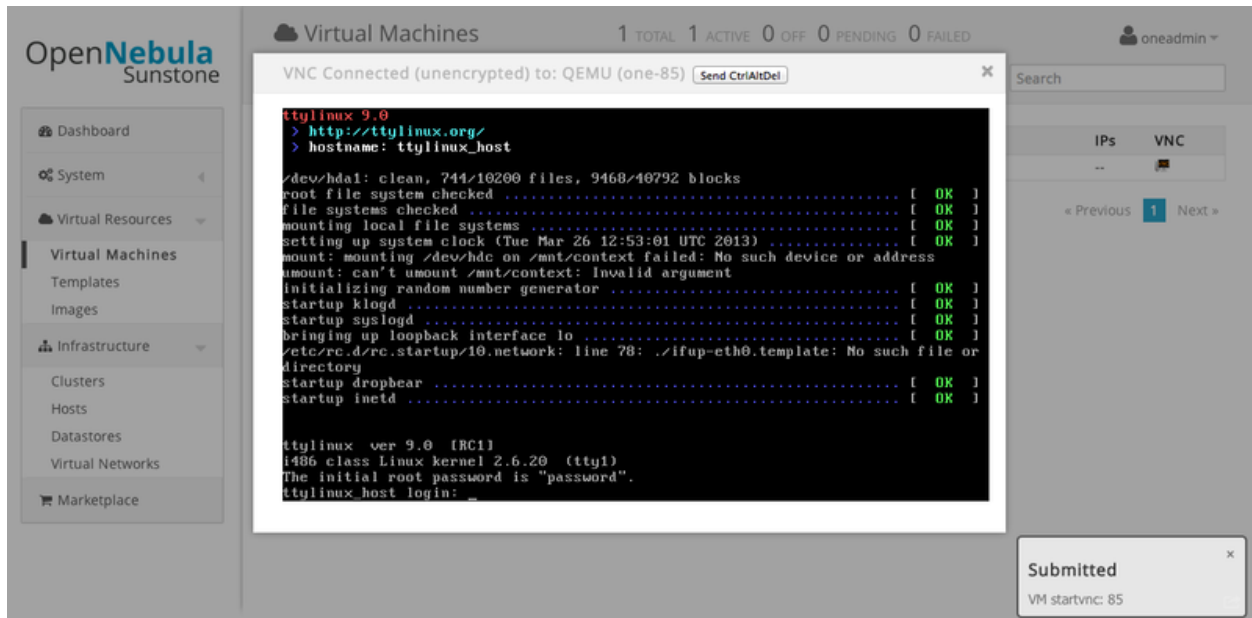 OpenNebula
Sunstone
Virtual Machines
1 TOTAL 1 ACTIVE 0 OFF 0 PENDING 0 FAILED
oneadmin
VNC Connected (unencrypted) to: QEMU (one-85) Send CtrlAltDel ×
Search
Dashboard
System
Virtual Resources
Virtual Machines
Templates
Images
Infrastructure
Clusters
Hosts
Datastores
Virtual Networks
Marketplace
ttylinux 9.0
> http://ttylinux.org/
> hostname: ttylinux_host
/dev/hda1: clean, 744/10200 files, 9468/40792 blocks
root file system checked ................................................ [ OK ]
file systems checked .................................................... [ OK ]
mounting local file systems ............................................. [ OK ]
setting up system clock (Tue Mar 26 12:53:01 UTC 2013) ................ [ OK ]
mount: mounting /dev/hdc on /mnt/context failed: No such device or address
umount: can't umount /mnt/context: Invalid argument
initializing random number generator .................................... [ OK ]
startup klogd ........................................................... [ OK ]
startup syslogd ......................................................... [ OK ]
bringing up loopback interface lo ....................................... [ OK ]
/etc/rc.d/rc.startup/10.network: line 78: ./ifup-eth0.template: No such file or
directory
startup dropbear ........................................................ [ OK ]
startup inetd ........................................................... [ OK ]
ttylinux ver 9.0 [RC1]
i486 class Linux kernel 2.6.20 (tty1)
The initial root password is "password".
ttylinux_host login: _
IPs VNC
--
« Previous 1 Next »
Submitted ×
VM startvnc: 85